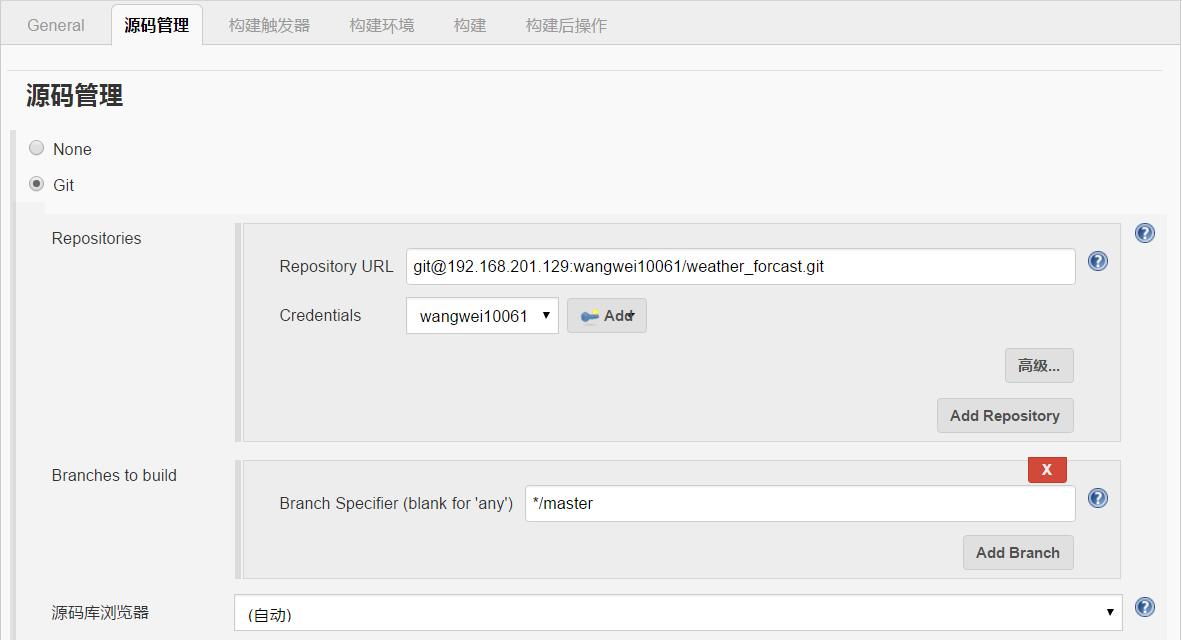 General 源码管理 构建触发器 构建环境 构建 构建后操作
源码管理
None
Git
Repositories
Repository URL git@192.168.201.129:wangwei10061/weather_forcast.git
Credentials wangwei10061 Add
高级...
Add Repository
Branches to build
X
Branch Specifier (blank for 'any') */master
Add Branch
源码库浏览器 (自动)